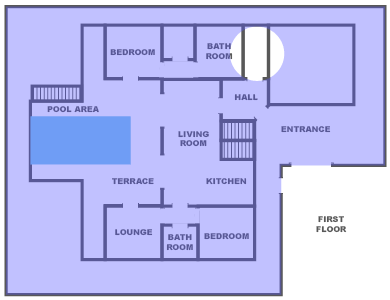 BEDROOM
BATH
ROOM
HALL
POOL AREA
ENTRANCE
LIVING
ROOM
TERRACE
KITCHEN
LOUNGE
BATH
ROOM
BEDROOM
FIRST
FLOOR